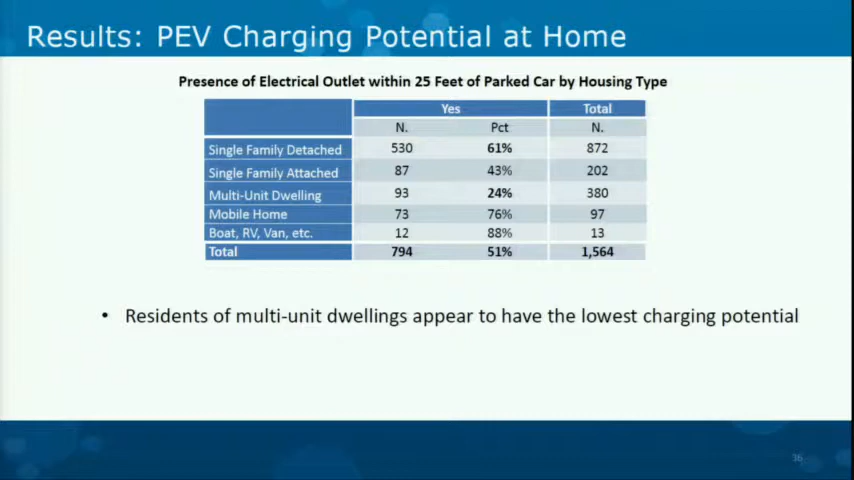 Results: PEV Charging Potential at Home
Presence of Electrical Outlet within 25 Feet of Parked Car by Housing Type
Yes Total
N. Pct N.
Single Family Detached 530 61% 872
Single Family Attached 87 43% 202
Multi-Unit Dwelling 93 24% 380
Mobile Home 73 76% 97
Boat, RV, Van, etc. 12 88% 13
Total 794 51% 1,564
• Residents of multi-unit dwellings appear to have the lowest charging potential
36